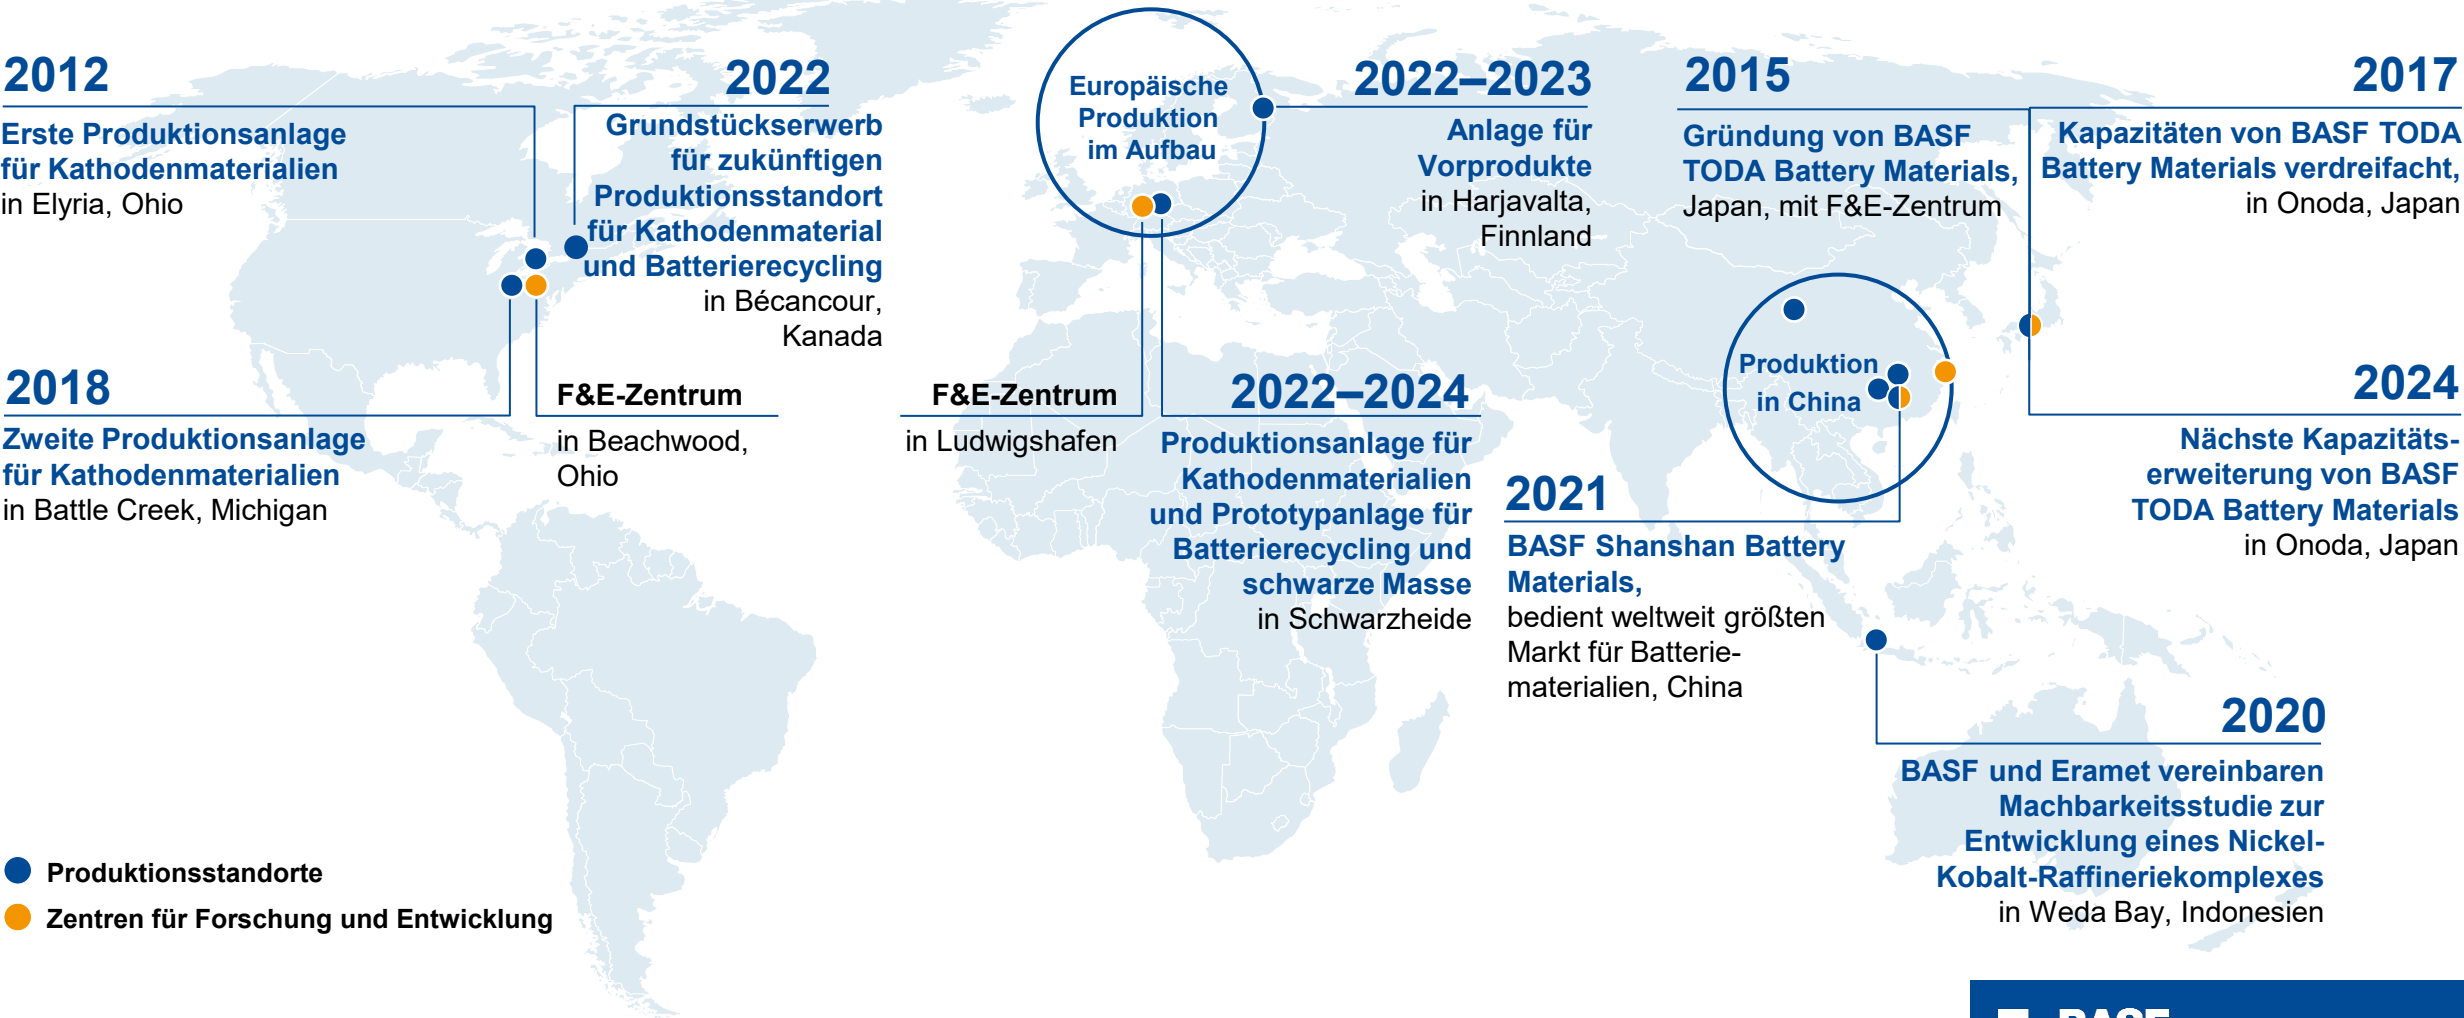 2012
Erste Produktionsanlage
für Kathodenmaterialien
in Elyria, Ohio
2022
Grundstückserwerb
für zukünftigen
Produktionsstandort
für Kathodenmaterial
und Batterierecycling
in Bécancour,
Kanada
2018
Zweite Produktionsanlage
für Kathodenmaterialien
in Battle Creek, Michigan
F&E-Zentrum
in Beachwood,
Ohio
Europäische
Produktion
im Aufbau
2022–2023
Anlage für
Vorprodukte
in Harjavalta,
Finnland
F&E-Zentrum
in Ludwigshafen
2022–2024
Produktionsanlage für
Kathodenmaterialien
und Prototypanlage für
Batterierecycling und
schwarze Masse
in Schwarzheide
2015
Gründung von BASF
TODA Battery Materials,
Japan, mit F&E-Zentrum
2017
Kapazitäten von BASF TODA
Battery Materials verdreifacht,
in Onoda, Japan
Produktion
in China
2024
Nächste Kapazitäts-
erweiterung von BASF
TODA Battery Materials
in Onoda, Japan
2021
BASF Shanshan Battery
Materials,
bedient weltweit größten
Markt für Batterie-
materialien, China
2020
BASF und Eramet vereinbaren
Machbarkeitsstudie zur
Entwicklung eines Nickel-
Kobalt-Raffineriekomplexes
in Weda Bay, Indonesien
Produktionsstandorte
Zentren für Forschung und Entwicklung
BASF